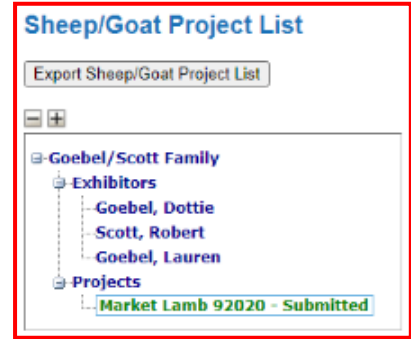 Sheep/Goat Project List
Export Sheep/Goat Project List
Goebel/Scott Family
Exhibitors
Goebel, Dottie
Scott, Robert
Goebel, Lauren
Projects
Market Lamb 92020 - Submitted